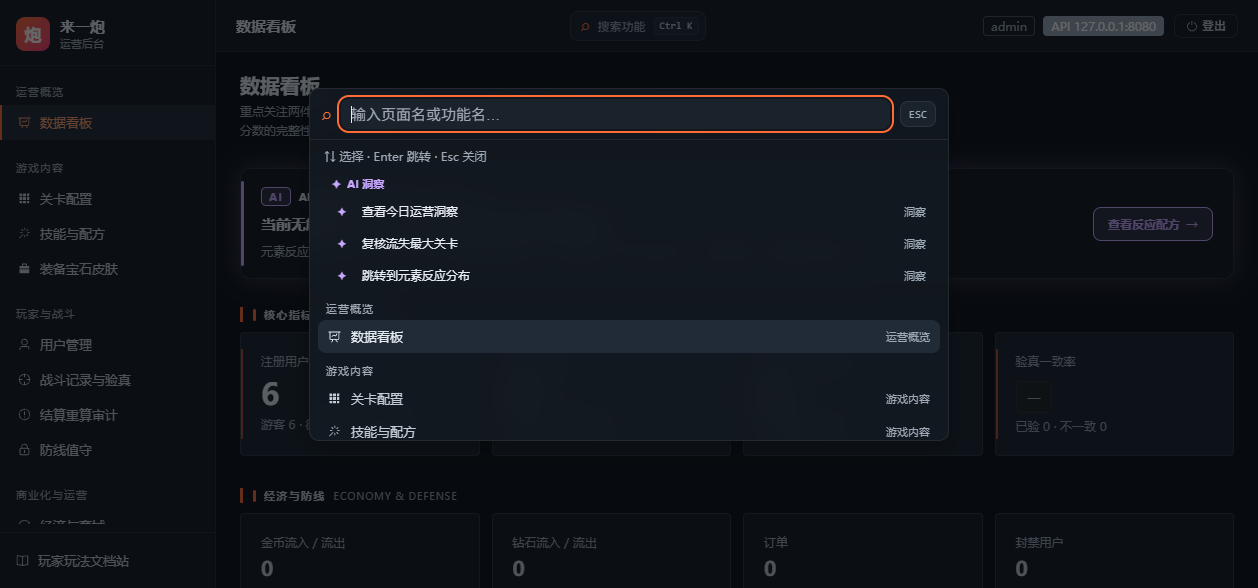 炮
来一炮
运营后台
数据看板
搜索功能 Ctrl K
admin
API 127.0.0.1:8080
登出
运营概览
数据看板
游戏内容
关卡配置
技能与配方
装备宝石皮肤
玩家与战斗
用户管理
战斗记录与验真
结算重算审计
防线值守
商业化与运营
玩家玩法文档站
数据看板
重点关注两件
分数的完整性
AI
当前无
元素反应
查看反应配方 →
输入页面名或功能名…
ESC
↑↓ 选择 · Enter 跳转 · Esc 关闭
AI 洞察
查看今日运营洞察 洞察
复核流失最大关卡 洞察
跳转到元素反应分布 洞察
运营概览
数据看板 运营概览
游戏内容
关卡配置 游戏内容
技能与配方 游戏内容
核心指标
注册用户
6
游客 6 ·
验真一致率
—
已验 0 · 不一致 0
经济与防线 ECONOMY & DEFENSE
金币流入 / 流出
0
钻石流入 / 流出
0
订单
0
封禁用户
0